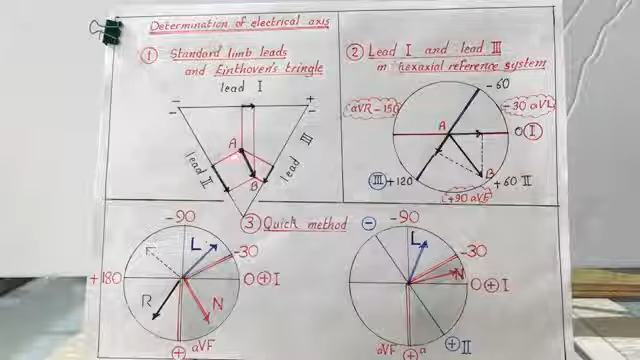 Determination of electrical axis
① Standard limb leads
and Einthoven's tringle
lead I
− +
− −
A
B
lead II
lead III
② Lead I and lead III
in hexaxial reference system
−60
aVR−150
−30 aVL
A
0 I
B
III +120
+60 II
+90 aVF
③ Quick method
−90
L
−30
+180
0 + I
R
N
+ aVF
−
−90
L
−30
N
0 + I
+ II
aVF + a